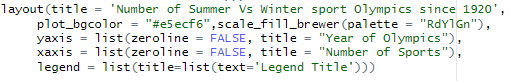 layout(title = 'Number of Summer Vs Winter sport Olympics since 1920',
plot_bgcolor = "#e5ecf6",scale_fill_brewer(palette = "RdYlGn"),
yaxis = list(zeroline = FALSE, title = "Year of Olympics"),
xaxis = list(zeroline = FALSE, title = "Number of Sports"),
legend = list(title=list(text='Legend Title')))